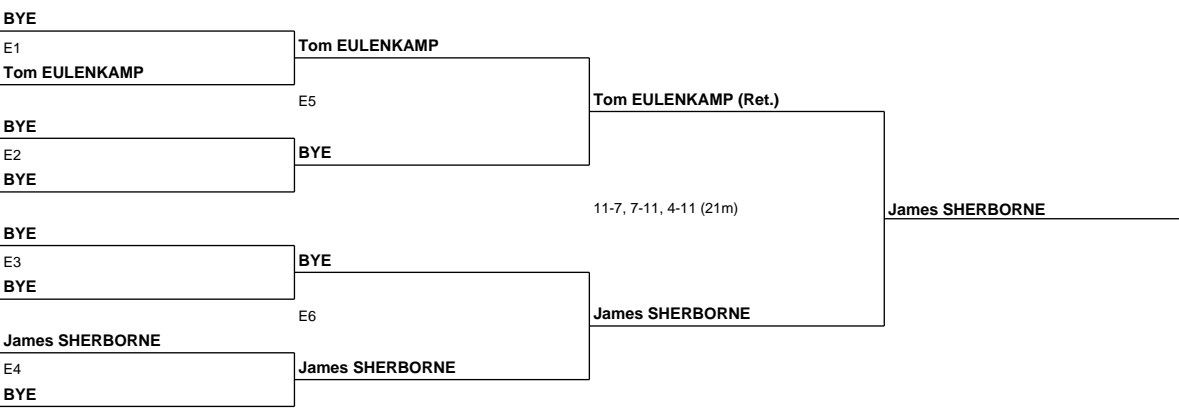 BYE
E1
Tom EULENKAMP
BYE
E2
BYE
BYE
E3
BYE
James SHERBORNE
E4
BYE
Tom EULENKAMP
E5
BYE
BYE
E6
James SHERBORNE
Tom EULENKAMP (Ret.)
11-7, 7-11, 4-11 (21m)
James SHERBORNE
James SHERBORNE